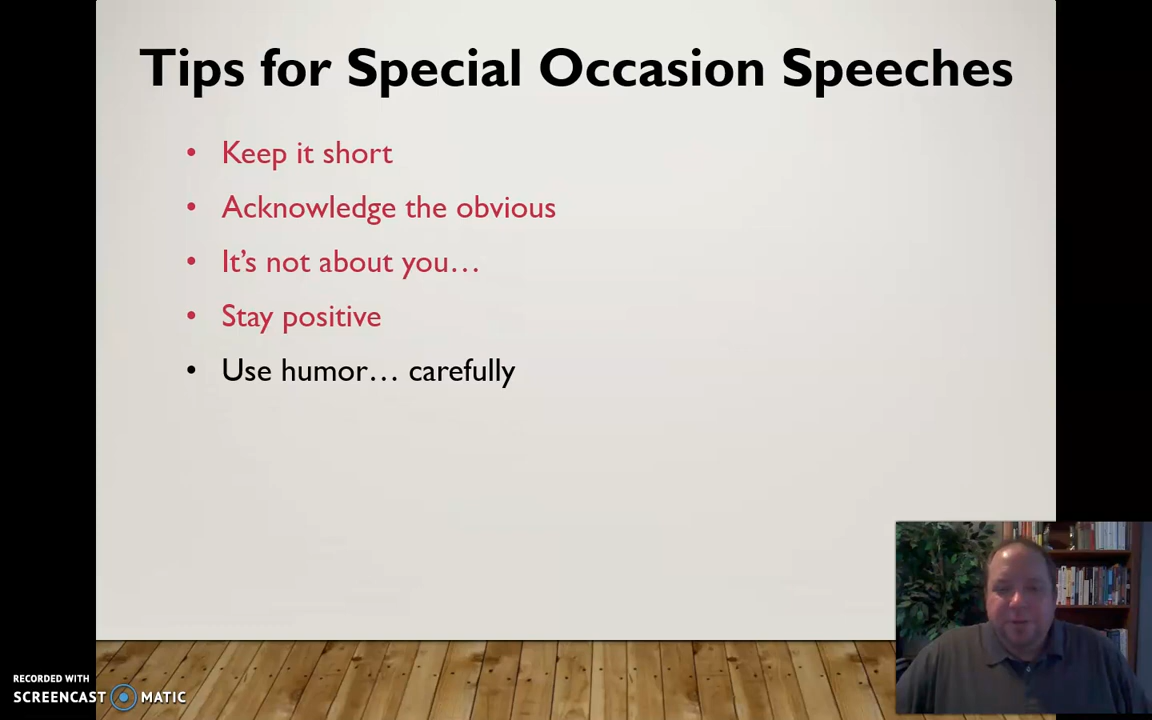 Tips for Special Occasion Speeches
• Keep it short
• Acknowledge the obvious
• It’s not about you…
• Stay positive
• Use humor… carefully
RECORDED WITH
SCREENCAST MATIC